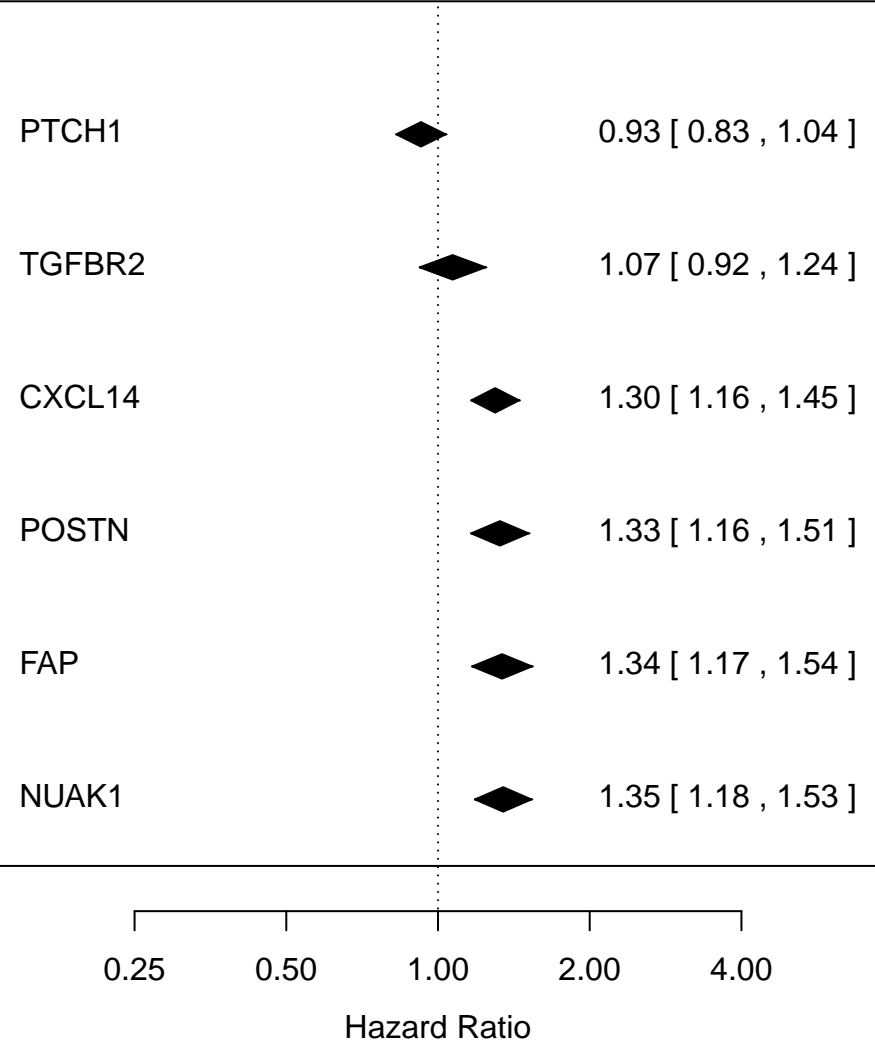 PTCH1 0.93 [ 0.83 , 1.04 ]
TGFBR2 1.07 [ 0.92 , 1.24 ]
CXCL14 1.30 [ 1.16 , 1.45 ]
POSTN 1.33 [ 1.16 , 1.51 ]
FAP 1.34 [ 1.17 , 1.54 ]
NUAK1 1.35 [ 1.18 , 1.53 ]
0.25 0.50 1.00 2.00 4.00
Hazard Ratio